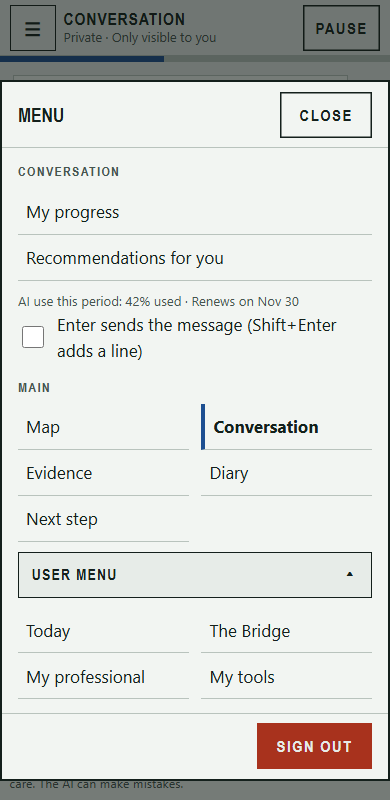 ☰
CONVERSATION
Private · Only visible to you
PAUSE
MENU
CLOSE
CONVERSATION
My progress
Recommendations for you
AI use this period: 42% used · Renews on Nov 30
Enter sends the message (Shift+Enter
adds a line)
MAIN
Map
Conversation
Evidence
Diary
Next step
USER MENU
Today
The Bridge
My professional
My tools
SIGN OUT
care. The AI can make mistakes.